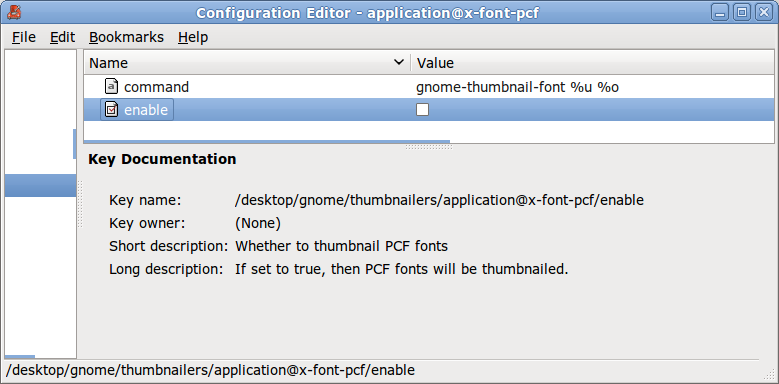 Configuration Editor - application@x-font-pcf
File Edit Bookmarks Help
Name Value
command gnome-thumbnail-font %u %o
enable
Key Documentation
Key name: /desktop/gnome/thumbnailers/application@x-font-pcf/enable
Key owner: (None)
Short description: Whether to thumbnail PCF fonts
Long description: If set to true, then PCF fonts will be thumbnailed.
/desktop/gnome/thumbnailers/application@x-font-pcf/enable